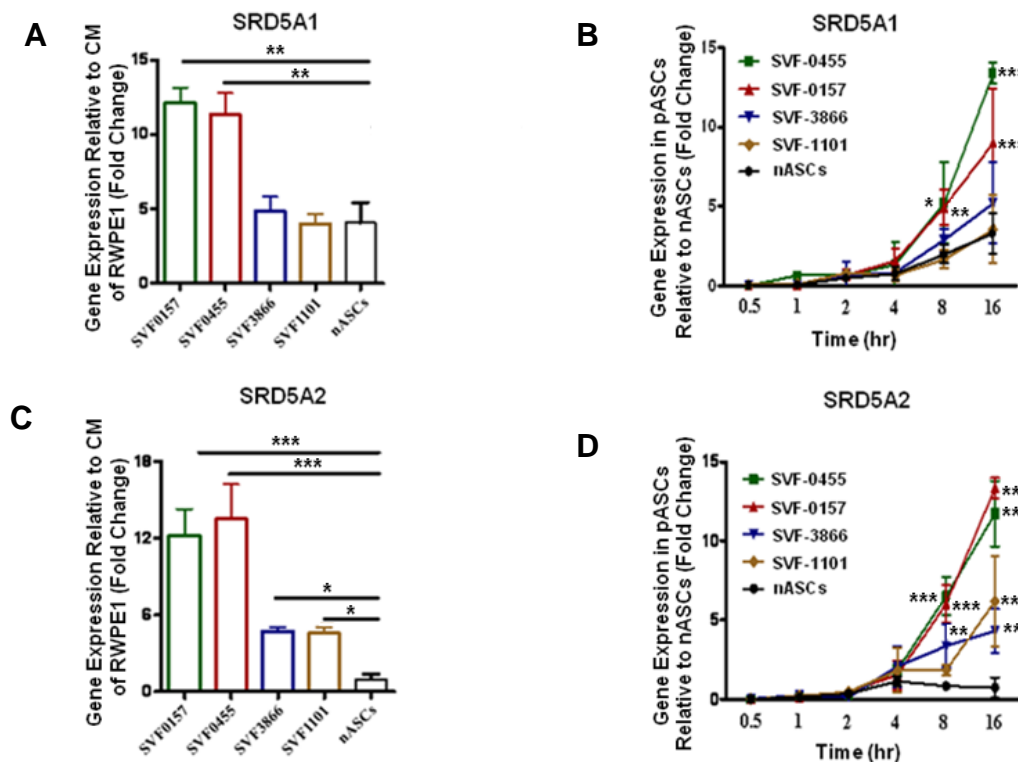 A
SRD5A1
**
**
15
10
5
0
Gene Expression Relative to CM
of RWPE1 (Fold Change)
SVF0157
SVF0455
SVF3866
SVF1101
nASCs
B
SRD5A1
15
10
5
0
Gene Expression in pASCs
Relative to nASCs (Fold Change)
SVF-0455
SVF-0157
SVF-3866
SVF-1101
nASCs
*
**
0.5 1 2 4 8 16
Time (hr)
C
SRD5A2
***
***
*
*
18
12
6
0
Gene Expression Relative to CM
of RWPE1 (Fold Change)
SVF0157
SVF0455
SVF3866
SVF1101
nASCs
D
SRD5A2
15
10
5
0
Gene Expression in pASCs
Relative to nASCs (Fold Change)
SVF-0455
SVF-0157
SVF-3866
SVF-1101
nASCs
***
***
**
**
**
**
**
0.5 1 2 4 8 16
Time (hr)